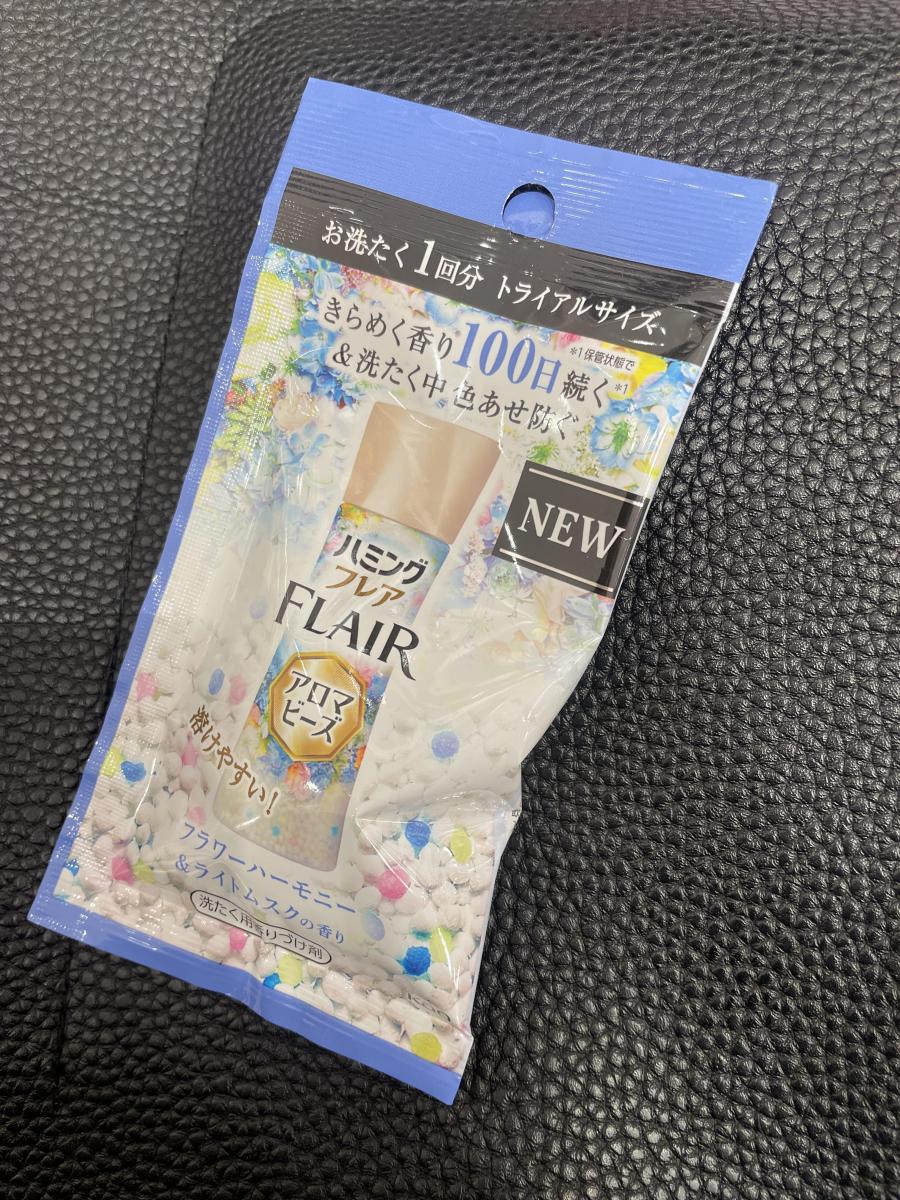 お洗たく1回分 トライアルサイズ
きらめく香り100日続く*1
*1 保管状態で
&洗たく中 色あせ防ぐ
NEW
ハミング
フレア
FLAIR
アロマ
ビーズ
溶けやすい!
フラワーハーモニー
&ライトムスクの香り
洗たく用香りづけ剤